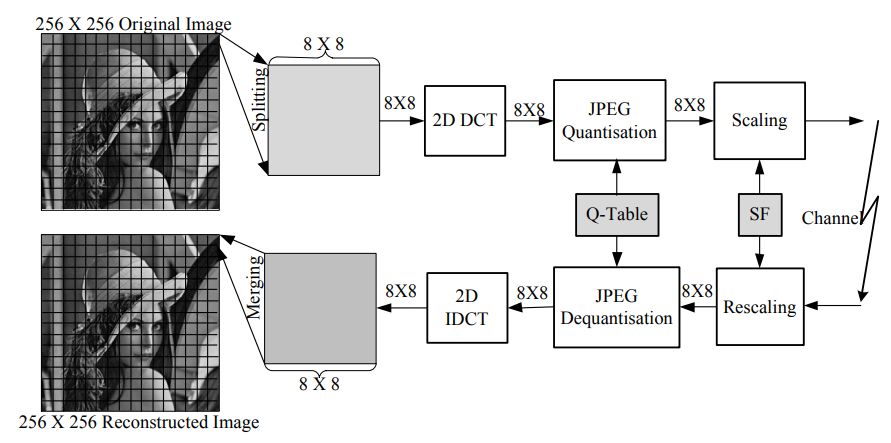 256 X 256 Original Image
8 X 8
Splitting
8X8
2D DCT
8X8
JPEG
Quantisation
8X8
Scaling
Q-Table
SF
Channel
Merging
8X8
2D
IDCT
8X8
JPEG
Dequantisation
8X8
Rescaling
8 X 8
256 X 256 Reconstructed Image